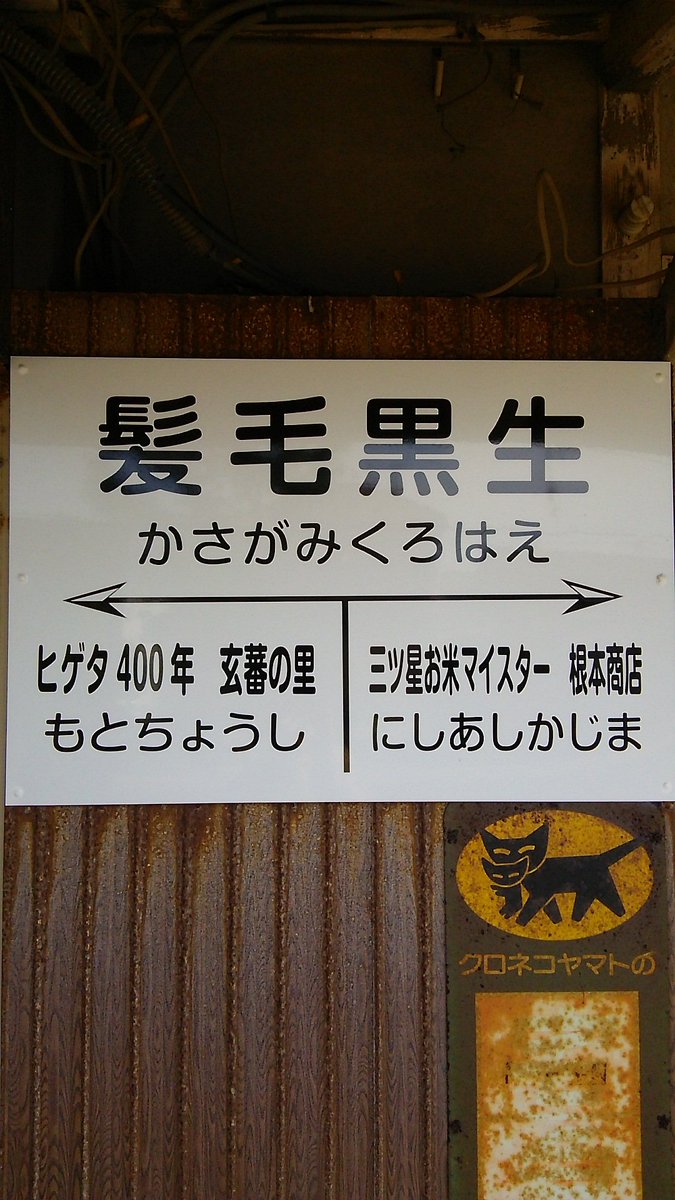 髪毛黒生
かさがみくろはえ
ヒゲタ400年 玄蕃の里
もとちょうし
三ツ星お米マイスター 根本商店
にしあしかじま
クロネコヤマトの